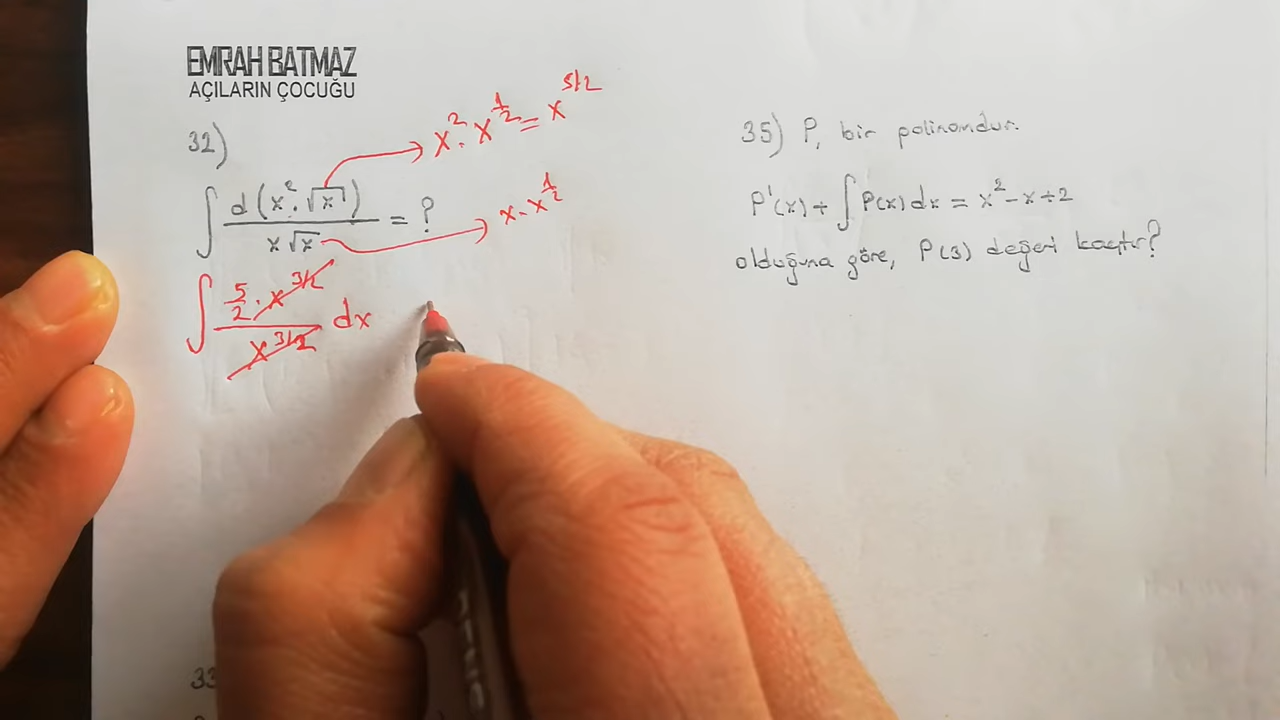 EMRAH BATMAZ
AÇILARIN ÇOCUĞU
32)
∫ d(x².√x) / x√x = ?
x².x^(1/2) = x^(5/2)
x.x^(1/2)
∫ (5/2 . x^(3/2)) / x^(3/2) dx
35) P, bir polinomdur.
P'(x) + ∫ P(x) dx = x² - x + 2
olduğuna göre, P(3) değeri kaçtır?
33